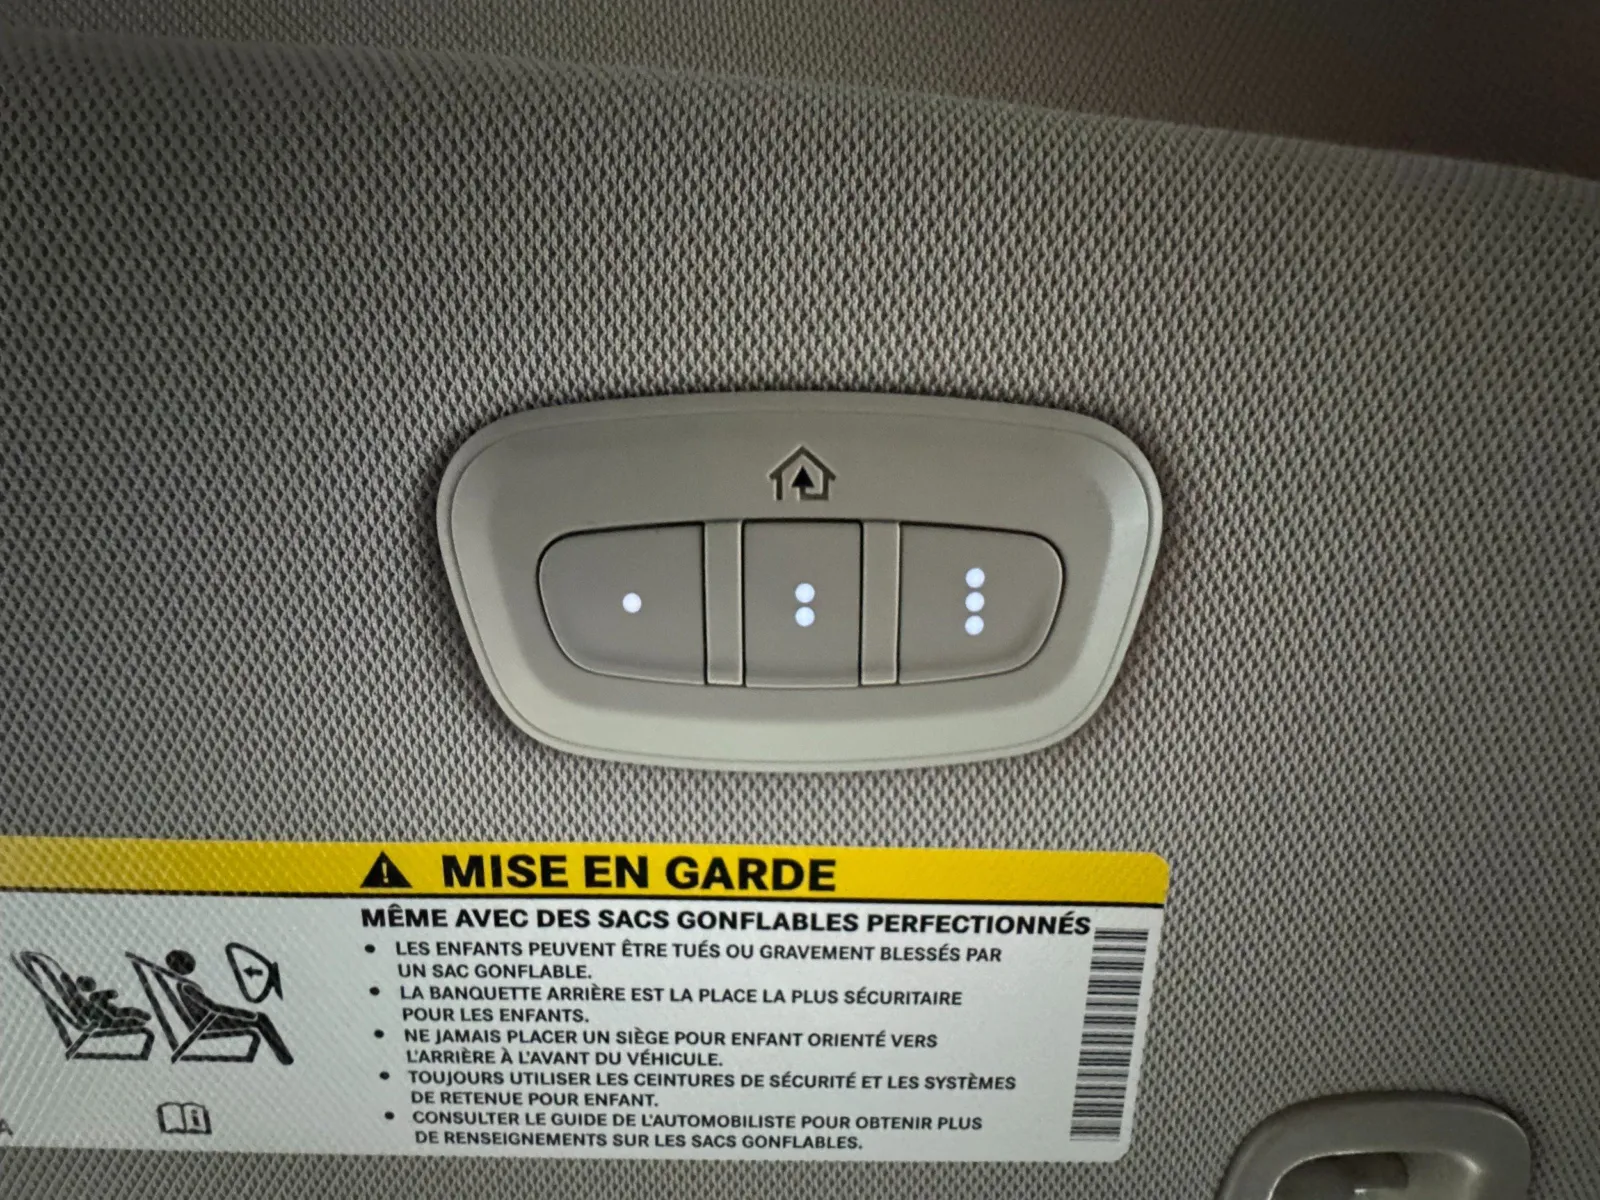 MISE EN GARDE
MÊME AVEC DES SACS GONFLABLES PERFECTIONNÉS
• LES ENFANTS PEUVENT ÊTRE TUÉS OU GRAVEMENT BLESSÉS PAR
UN SAC GONFLABLE.
• LA BANQUETTE ARRIÈRE EST LA PLACE LA PLUS SÉCURITAIRE
POUR LES ENFANTS.
• NE JAMAIS PLACER UN SIÈGE POUR ENFANT ORIENTÉ VERS
L'ARRIÈRE À L'AVANT DU VÉHICULE.
• TOUJOURS UTILISER LES CEINTURES DE SÉCURITÉ ET LES SYSTÈMES
DE RETENUE POUR ENFANT.
• CONSULTER LE GUIDE DE L'AUTOMOBILISTE POUR OBTENIR PLUS
DE RENSEIGNEMENTS SUR LES SACS GONFLABLES.